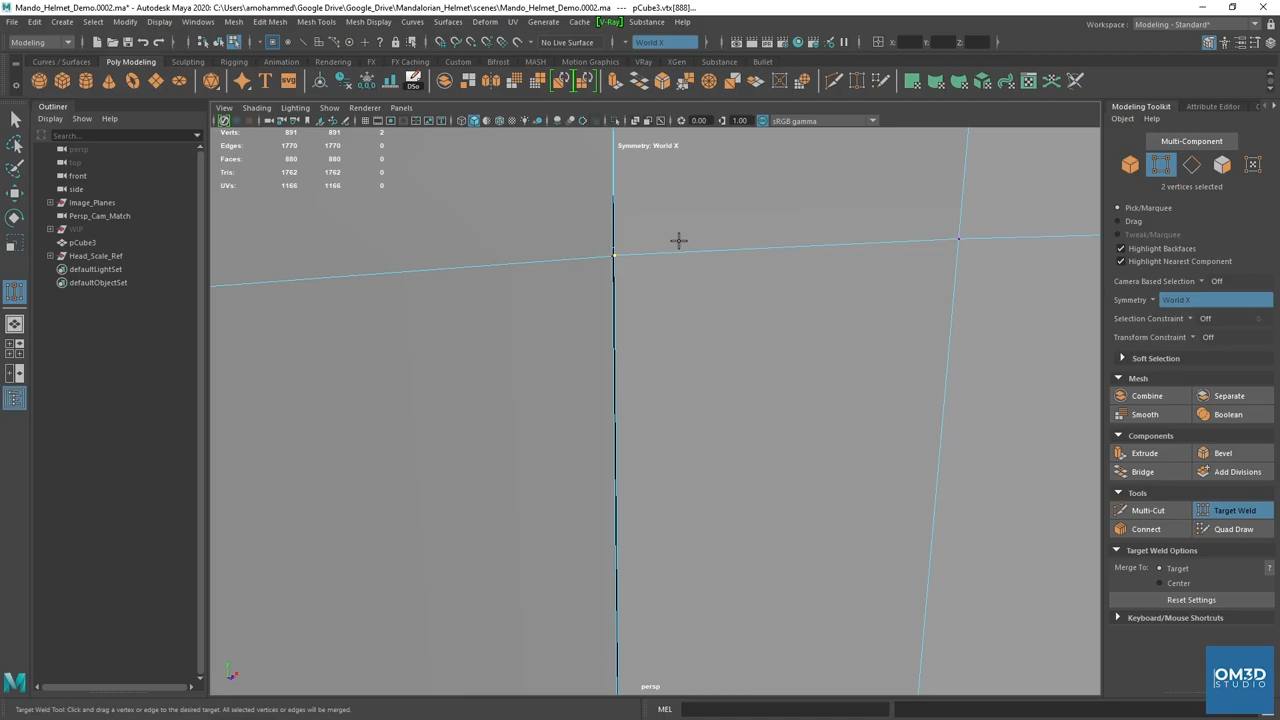 Mando_Helmet_Demo.0002.ma* - Autodesk Maya 2020: C:\Users\amohammed\Google_Drive\Google_Drive\Mandalorian_Helmet\scenes\Mando_Helmet_Demo.0002.ma --- pCube3.vtx[888]...
File Edit Create Select Modify Display Windows Mesh Edit Mesh Mesh Tools Mesh Display Curves Surfaces Deform UV Generate Cache [V-Ray] Substance Help
Workspace : Modeling - Standard*
Modeling No Live Surface World X X: Y: Z:
Curves / Surfaces Poly Modeling Sculpting Rigging Animation Rendering FX FX Caching Custom Bifrost MASH Motion Graphics VRay XGen Substance Bullet
Outliner
Display Show Help
Search...
persp
top
front
side
Image_Planes
Persp_Cam_Match
WIP
pCube3
Head_Scale_Ref
defaultLightSet
defaultObjectSet
View Shading Lighting Show Renderer Panels
0.00 1.00 sRGB gamma
Verts: 891 891 2
Edges: 1770 1770 0
Faces: 880 880 0
Tris: 1762 1762 0
UVs: 1166 1166 0
Symmetry: World X
persp
Modeling Toolkit Attribute Editor
Object Help
Multi-Component
2 vertices selected
Pick/Marquee
Drag
Tweak/Marquee
Highlight Backfaces
Highlight Nearest Component
Camera Based Selection Off
Symmetry World X
Selection Constraint Off
Transform Constraint Off
Soft Selection
Mesh
Combine Separate
Smooth Boolean
Components
Extrude Bevel
Bridge Add Divisions
Tools
Multi-Cut Target Weld
Connect Quad Draw
Target Weld Options
Merge To: Target ?
Center
Reset Settings
Keyboard/Mouse Shortcuts
OM3D
STUDIO
Target Weld Tool: Click and drag a vertex or edge to the desired target. All selected vertices or edges will be merged.
MEL